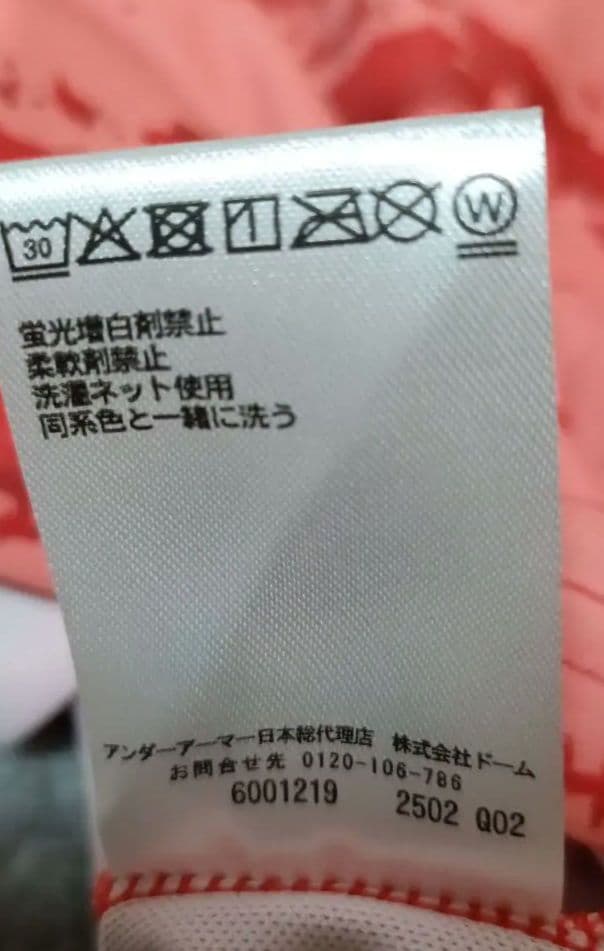 30 W
蛍光増白剤禁止
柔軟剤禁止
洗濯ネット使用
同系色と一緒に洗う
アンダーアーマー日本総代理店 株式会社ドーム
お問合せ先 0120-106-786
6001219 2502 Q02